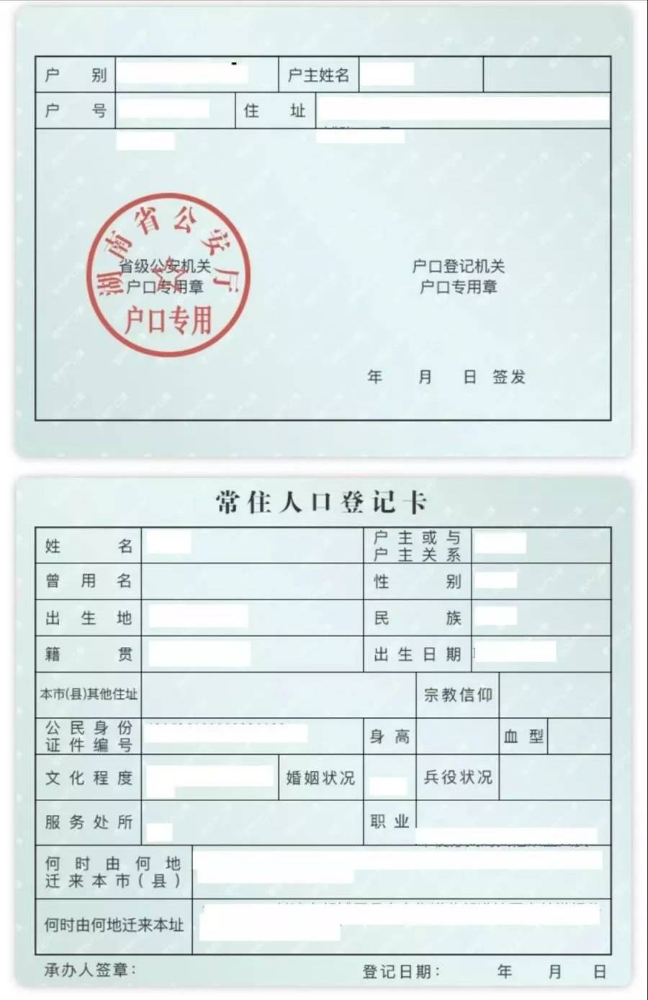 户 别 户主姓名
户 号 住 址
湖南省公安厅
省级公安机关
户口专用章
户口专用
户口登记机关
户口专用章
年 月 日 签发
常住人口登记卡
姓 名 户主或与户主关系
曾用名 性 别
出生地 民 族
籍 贯 出生日期
本市(县)其他住址 宗教信仰
公民身份证件编号 身高 血型
文化程度 婚姻状况 兵役状况
服务处所 职业
何时由何地
迁来本市(县)
何时由何地迁来本址
承办人签章: 登记日期: 年 月 日